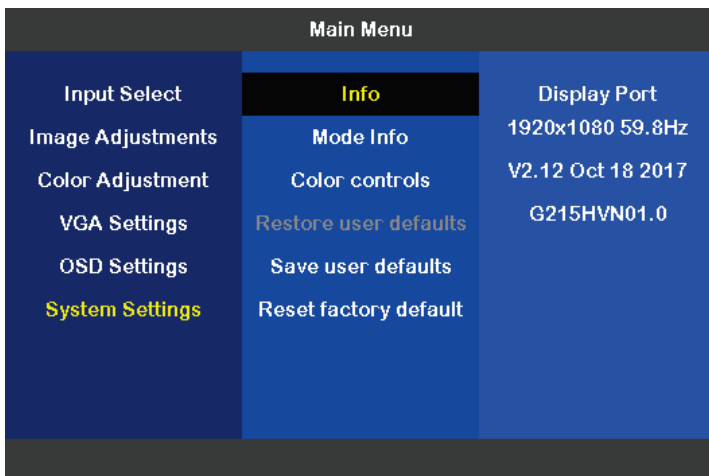 Main Menu
Input Select
Image Adjustments
Color Adjustment
VGA Settings
OSD Settings
System Settings
Info
Mode Info
Color controls
Restore user defaults
Save user defaults
Reset factory default
Display Port
1920x1080 59.8Hz
V2.12 Oct 18 2017
G215HVN01.0